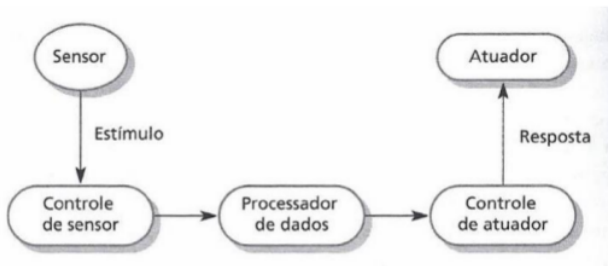 Sensor
Atuador
Estímulo
Resposta
Controle
de sensor
Processador
de dados
Controle
de atuador